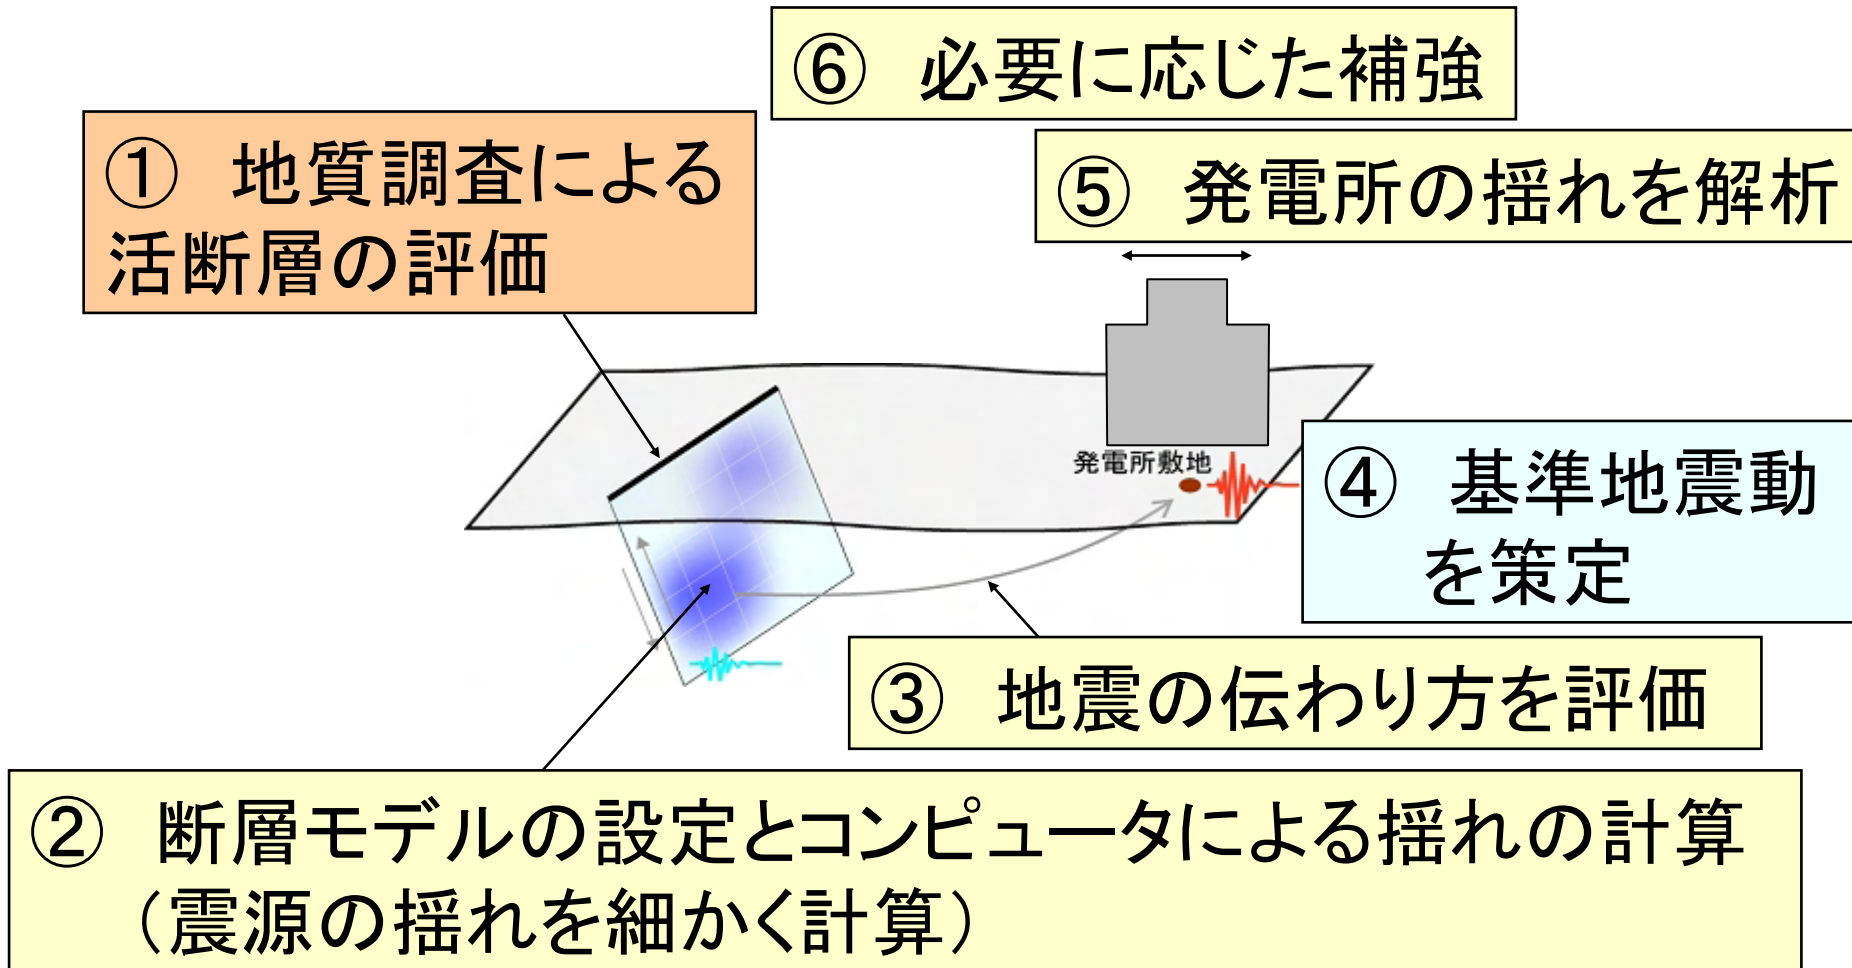 ⑥ 必要に応じた補強
① 地質調査による
活断層の評価
⑤ 発電所の揺れを解析
発電所敷地
④ 基準地震動
を策定
③ 地震の伝わり方を評価
② 断層モデルの設定とコンピュータによる揺れの計算
（震源の揺れを細かく計算）